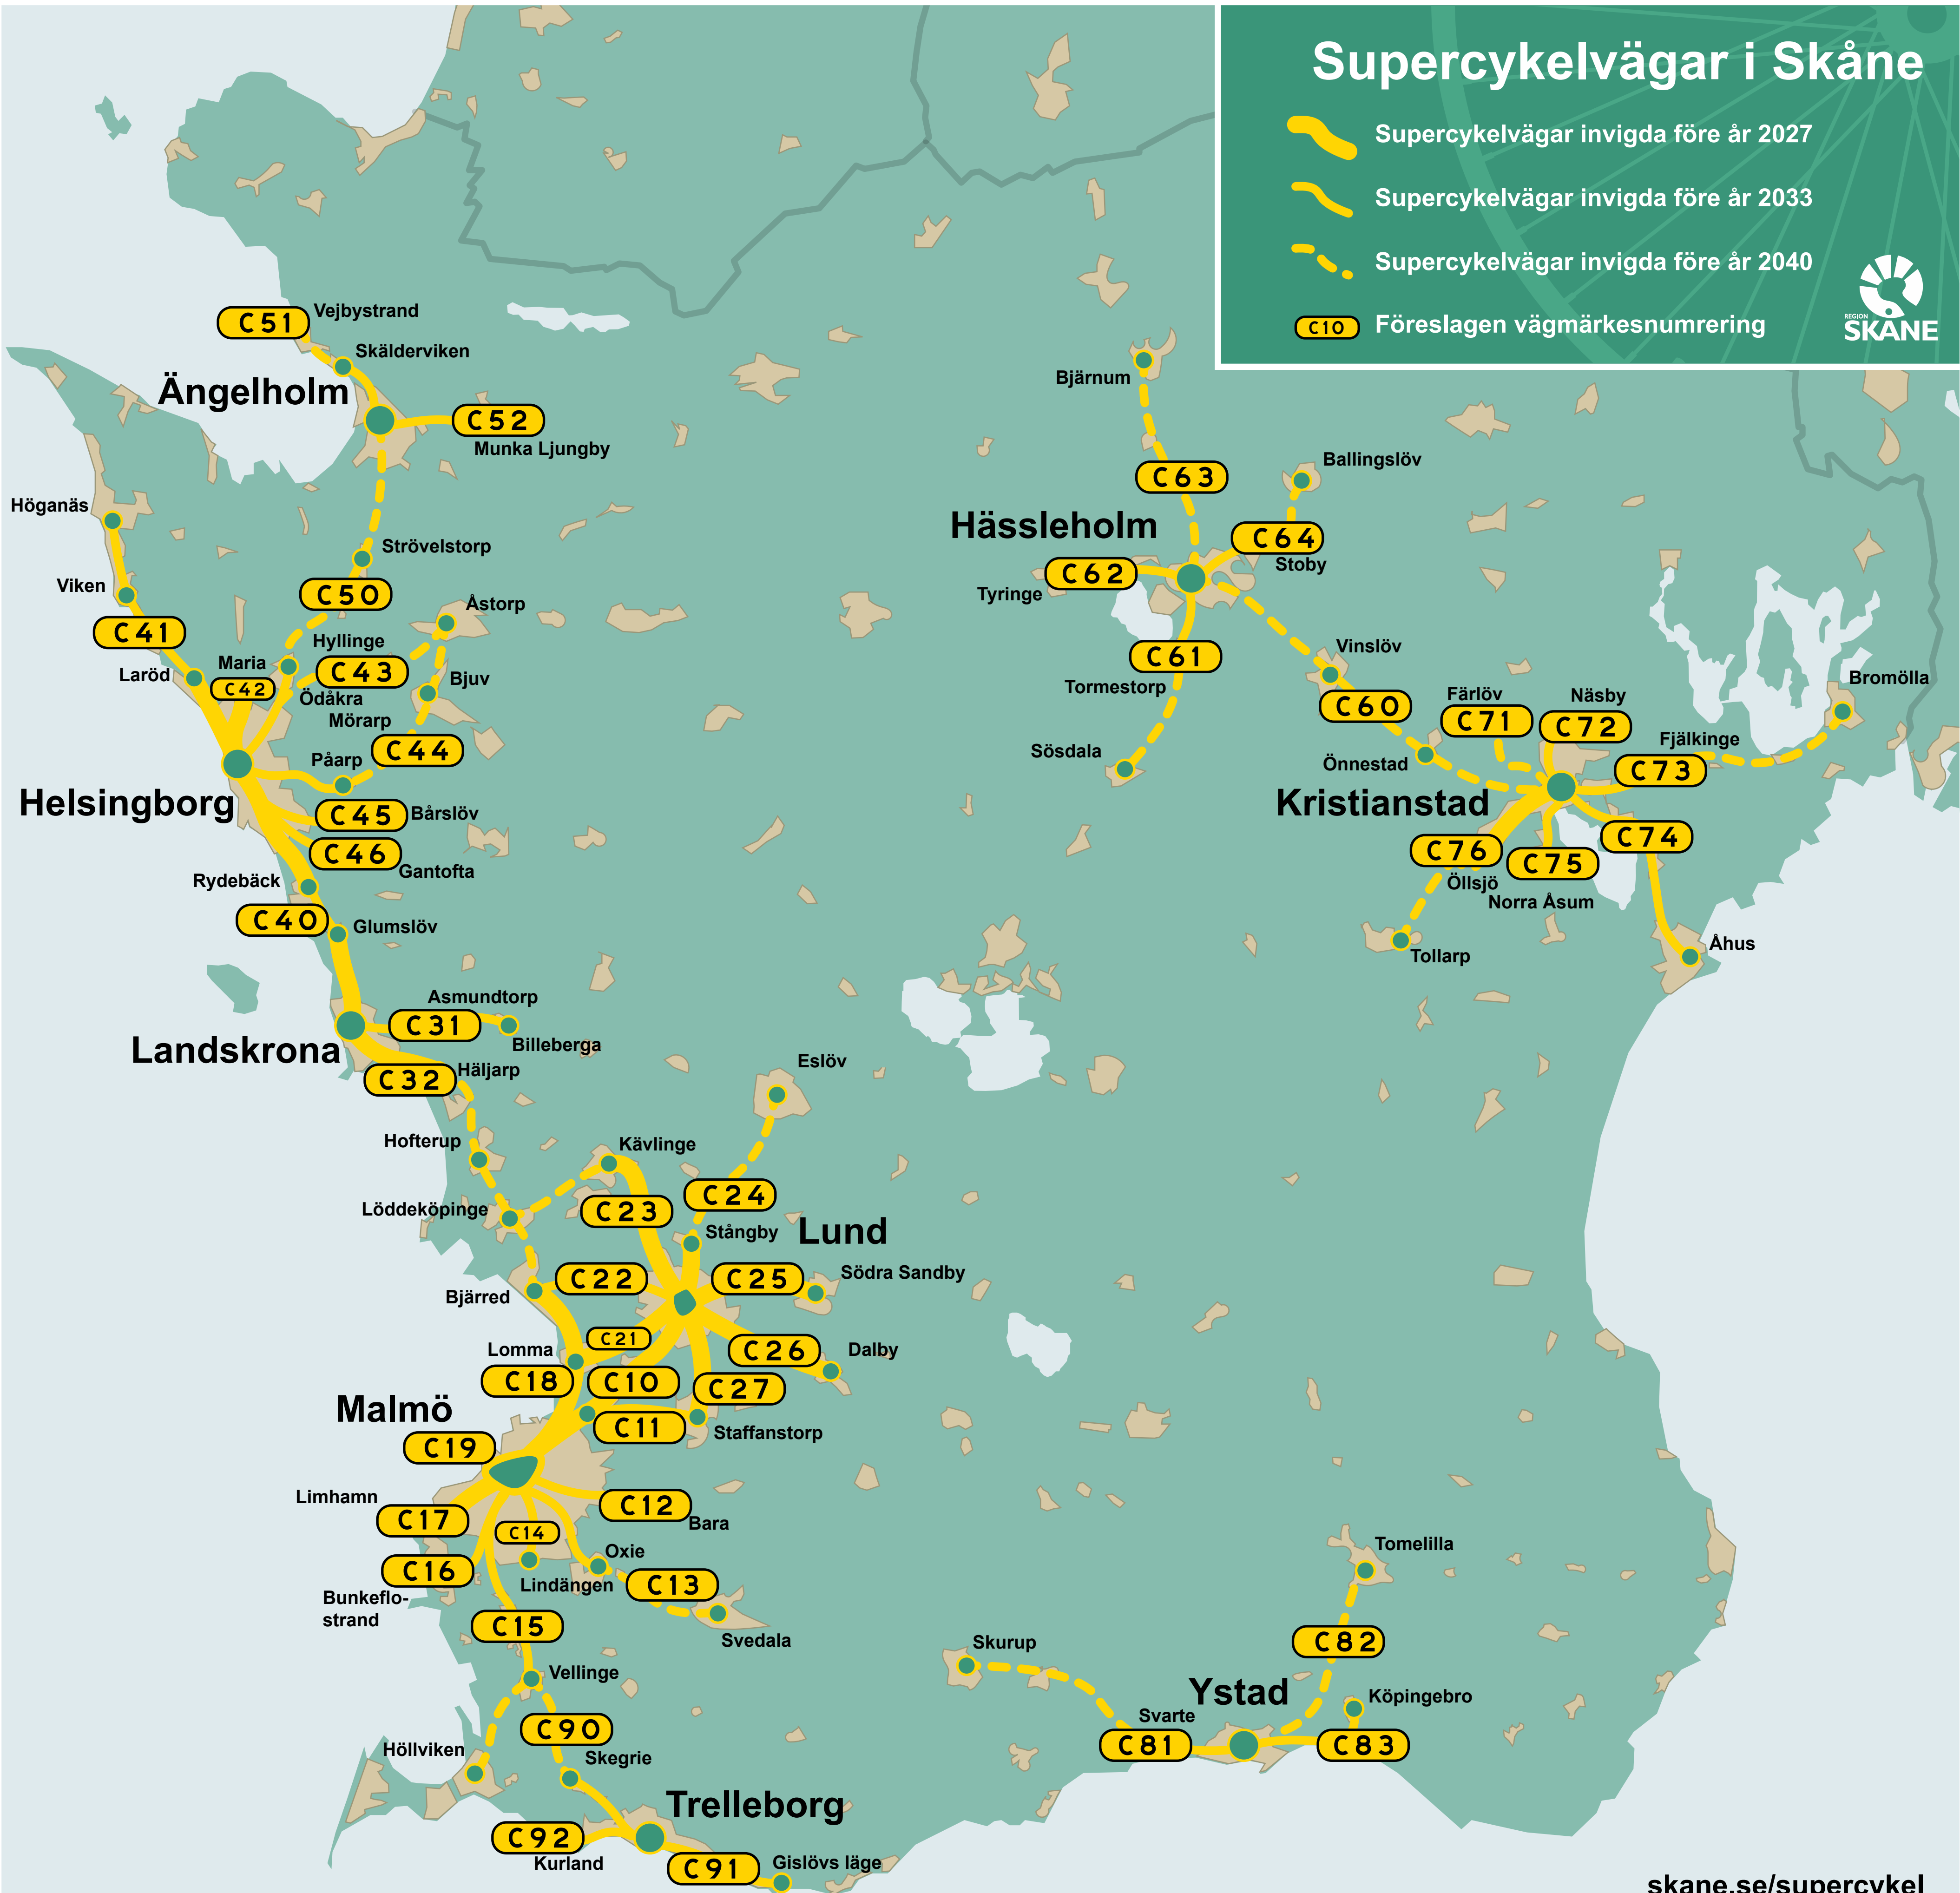 Supercykelvägar i Skåne
Supercykelvägar invigda före år 2027
Supercykelvägar invigda före år 2033
Supercykelvägar invigda före år 2040
C10 Föreslagen vägmärkesnumrering
REGION
SKÅNE
C51 Vejbystrand
Skälderviken
Ängelholm
C52
Munka Ljungby
Höganäs
Strövelstorp
Viken
C50
Åstorp
C41
Hyllinge
Laröd
Maria
C42
C43
Bjuv
Ödåkra
Mörarp
C44
Påarp
Helsingborg
C45 Bårslöv
C46
Gantofta
Rydebäck
C40
Glumslöv
Asmundtorp
C31
Billeberga
Landskrona
C32 Häljarp
Hofterup
Löddeköpinge
Bjärnum
C63
Ballingslöv
Hässleholm
C64
Stoby
C62
Tyringe
C61
Tormestorp
Sösdala
Vinslöv
C60
Önnestad
Färlöv
C71
Näsby
C72
Bromölla
Fjälkinge
C73
Kristianstad
C74
C76
C75
Öllsjö
Norra Åsum
Tollarp
Åhus
Eslöv
Kävlinge
C24
C23
Stångby
Lund
C22
C25
Södra Sandby
Bjärred
C21
C26
Dalby
Lomma
C18
C10
C27
Malmö
C11
Staffanstorp
C19
Limhamn
C17
C12
Bara
C14
C16
Oxie
Lindängen
C13
Bunkeflo-
strand
C15
Svedala
Vellinge
C90
Höllviken
Skegrie
Trelleborg
C92
Kurland
C91
Gislövs läge
Tomelilla
C82
Skurup
Ystad
Köpingebro
Svarte
C81
C83
skane.se/supercykel